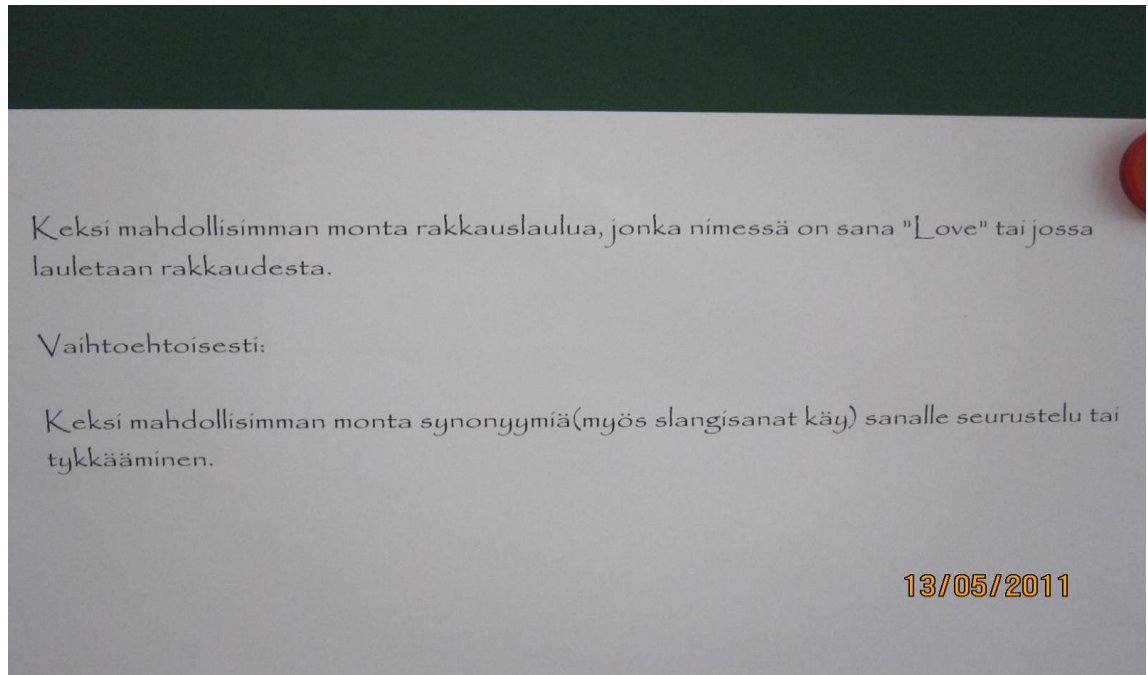 Keksi mahdollisimman monta rakkauslaulua, jonka nimessä on sana "Love" tai jossa
lauletaan rakkaudesta.
Vaihtoehtoisesti:
Keksi mahdollisimman monta synonyymiä(myös slangisanat käy) sanalle seurustelu tai
tykkääminen.
13/05/2011